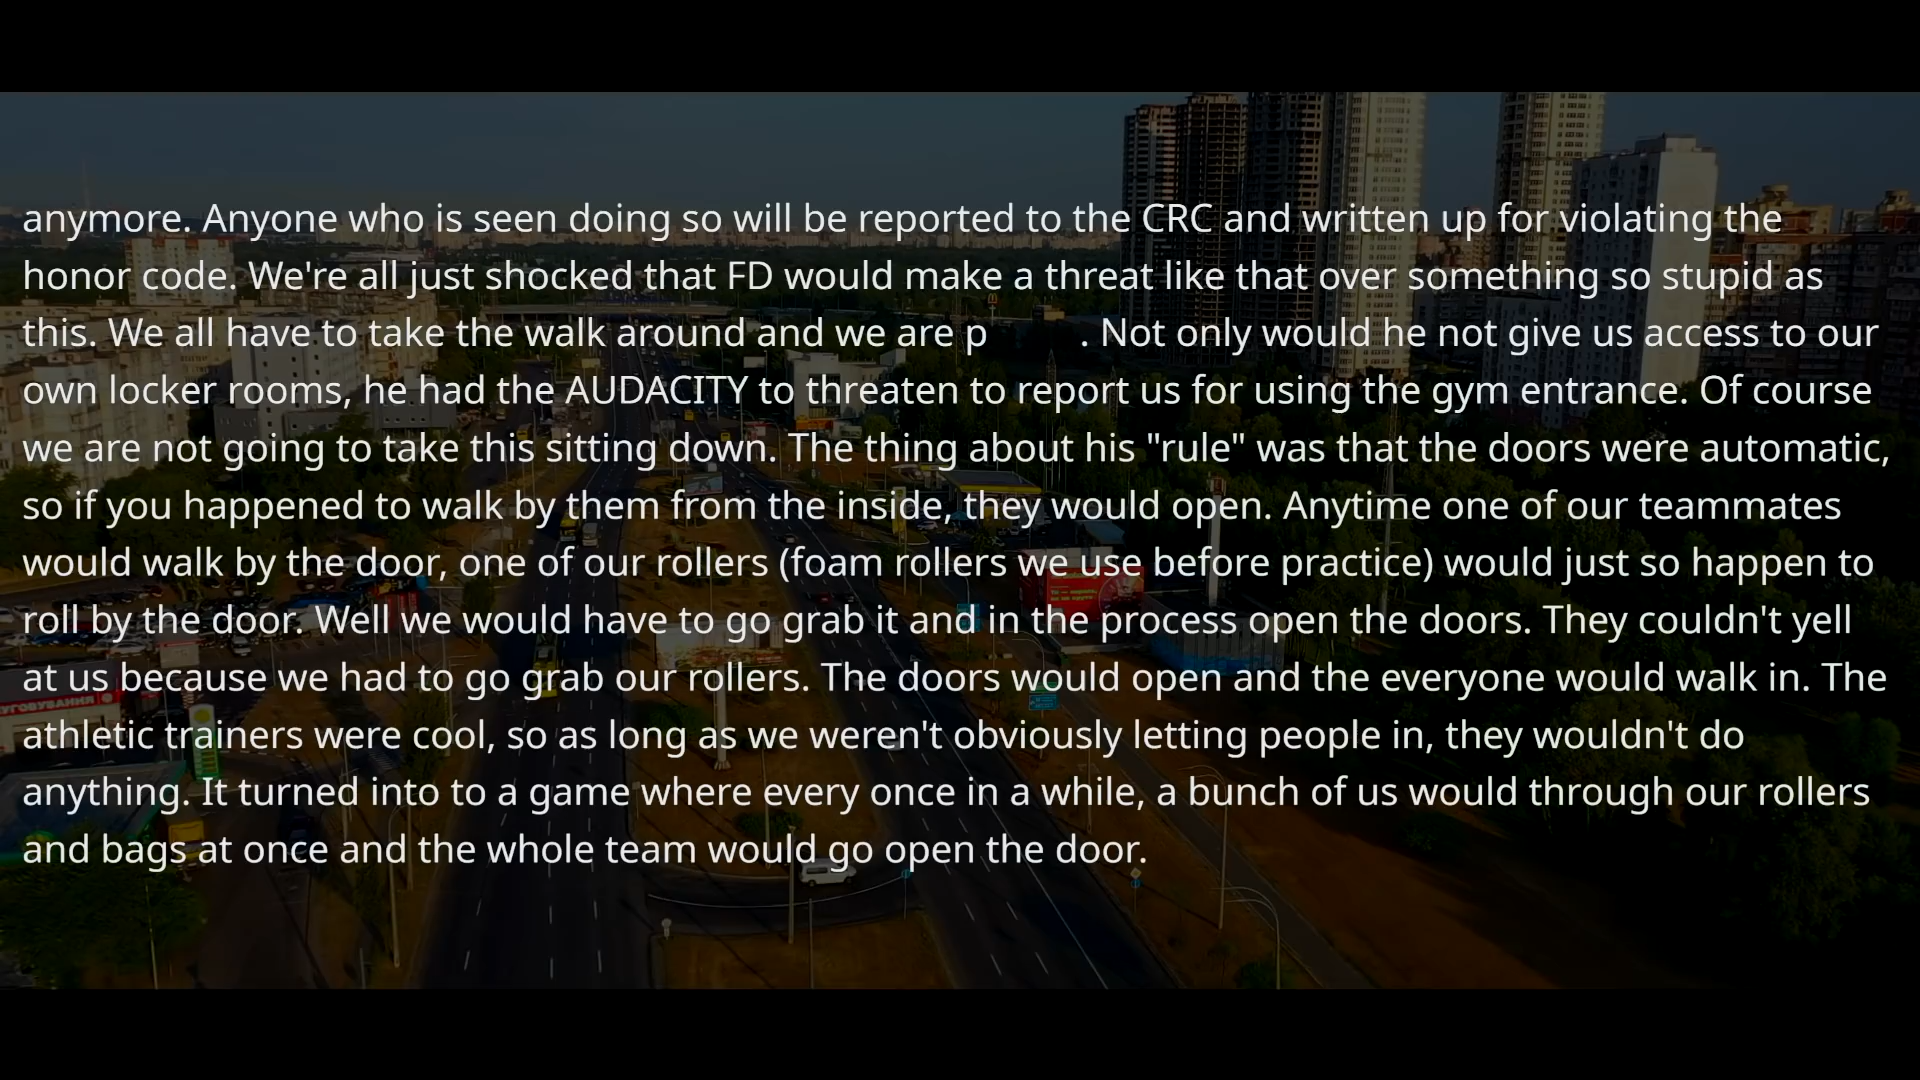 anymore. Anyone who is seen doing so will be reported to the CRC and written up for violating the
honor code. We're all just shocked that FD would make a threat like that over something so stupid as
this. We all have to take the walk around and we are p . Not only would he not give us access to our
own locker rooms, he had the AUDACITY to threaten to report us for using the gym entrance. Of course
we are not going to take this sitting down. The thing about his "rule" was that the doors were automatic,
so if you happened to walk by them from the inside, they would open. Anytime one of our teammates
would walk by the door, one of our rollers (foam rollers we use before practice) would just so happen to
roll by the door. Well we would have to go grab it and in the process open the doors. They couldn't yell
at us because we had to go grab our rollers. The doors would open and the everyone would walk in. The
athletic trainers were cool, so as long as we weren't obviously letting people in, they wouldn't do
anything. It turned into to a game where every once in a while, a bunch of us would through our rollers
and bags at once and the whole team would go open the door.